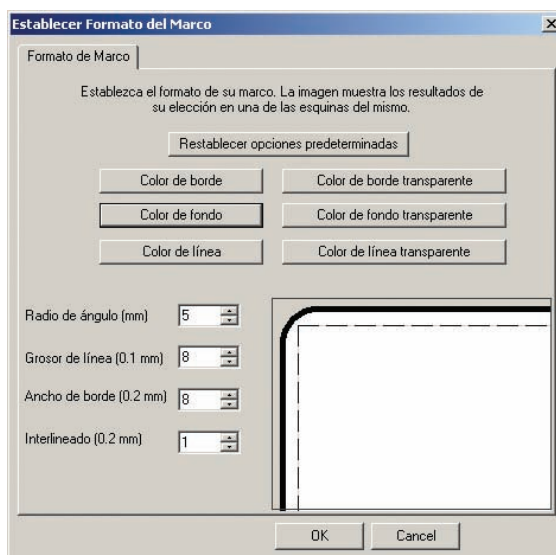 Establecer Formato del Marco
Formato de Marco
Establezca el formato de su marco. La imagen muestra los resultados de
su elección en una de las esquinas del mismo.
Restablecer opciones predeterminadas
Color de borde
Color de borde transparente
Color de fondo
Color de fondo transparente
Color de línea
Color de línea transparente
Radio de ángulo (mm) 5
Grosor de línea (0.1 mm) 8
Ancho de borde (0.2 mm) 8
Interlineado (0.2 mm) 1
OK
Cancel